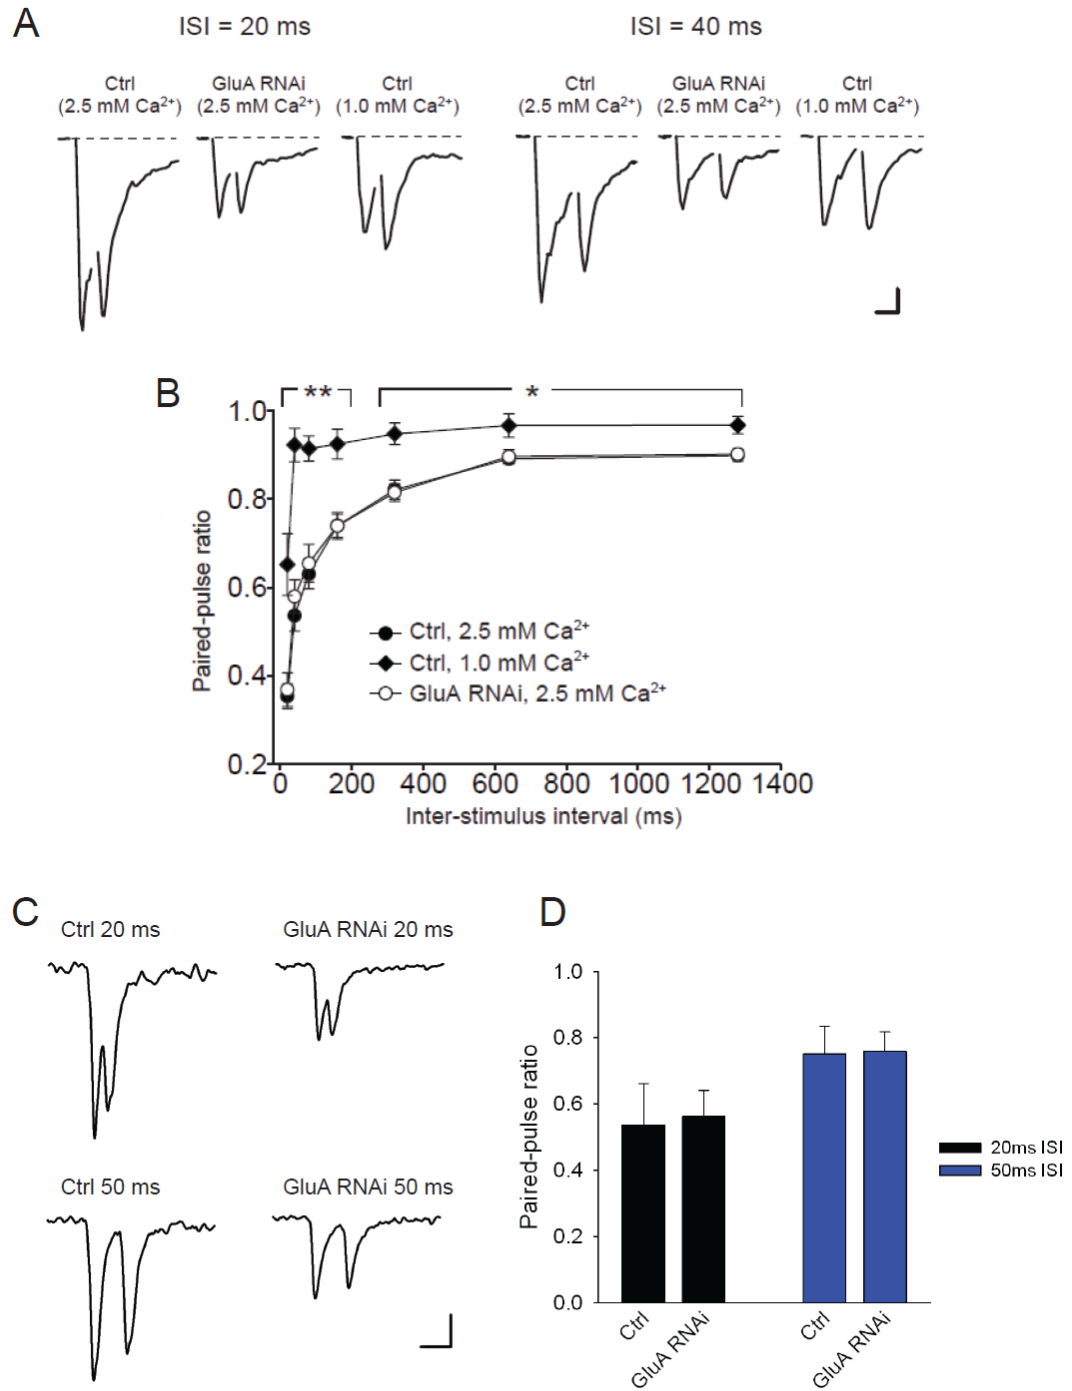 A
ISI = 20 ms
ISI = 40 ms
Ctrl
(2.5 mM Ca²⁺)
GluA RNAi
(2.5 mM Ca²⁺)
Ctrl
(1.0 mM Ca²⁺)
Ctrl
(2.5 mM Ca²⁺)
GluA RNAi
(2.5 mM Ca²⁺)
Ctrl
(1.0 mM Ca²⁺)
B
**
*
1.0
0.8
0.6
0.4
0.2
Paired-pulse ratio
Ctrl, 2.5 mM Ca²⁺
Ctrl, 1.0 mM Ca²⁺
GluA RNAi, 2.5 mM Ca²⁺
0 200 400 600 800 1000 1200 1400
Inter-stimulus interval (ms)
C
Ctrl 20 ms
GluA RNAi 20 ms
Ctrl 50 ms
GluA RNAi 50 ms
D
1.0
0.8
0.6
0.4
0.2
0.0
Paired-pulse ratio
Ctrl
GluA RNAi
Ctrl
GluA RNAi
20ms ISI
50ms ISI